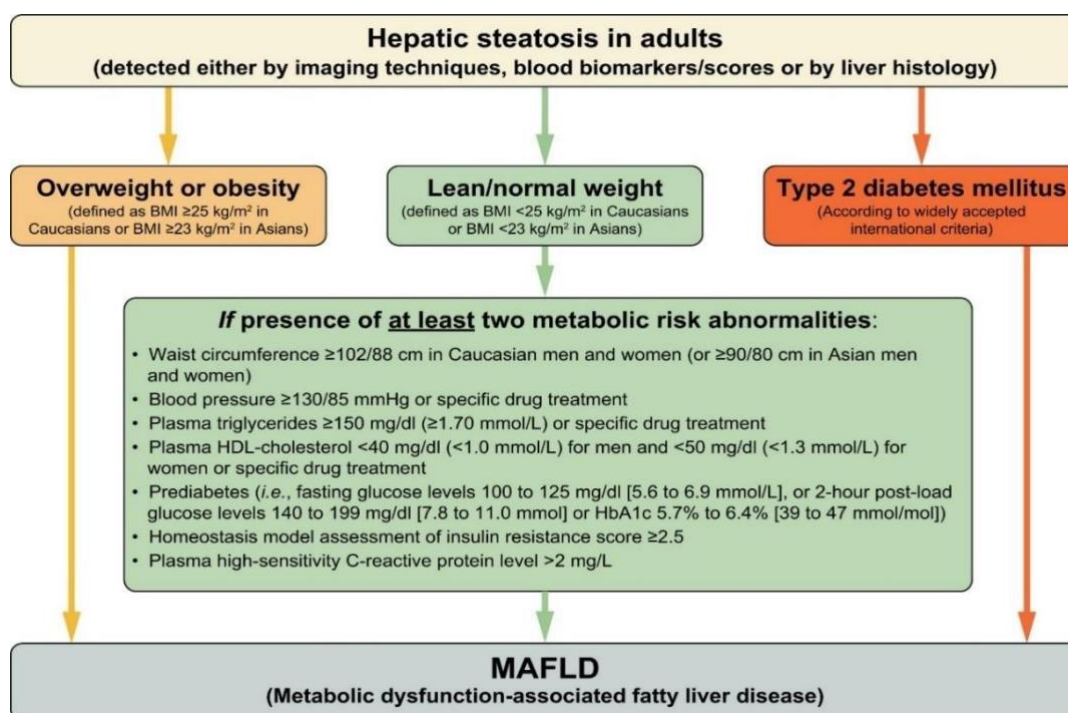 Hepatic steatosis in adults
(detected either by imaging techniques, blood biomarkers/scores or by liver histology)
Overweight or obesity
(defined as BMI ≥25 kg/m² in
Caucasians or BMI ≥23 kg/m² in Asians)
Lean/normal weight
(defined as BMI <25 kg/m² in Caucasians
or BMI <23 kg/m² in Asians)
Type 2 diabetes mellitus
(According to widely accepted
international criteria)
If presence of at least two metabolic risk abnormalities:
• Waist circumference ≥102/88 cm in Caucasian men and women (or ≥90/80 cm in Asian men
and women)
• Blood pressure ≥130/85 mmHg or specific drug treatment
• Plasma triglycerides ≥150 mg/dl (≥1.70 mmol/L) or specific drug treatment
• Plasma HDL-cholesterol <40 mg/dl (<1.0 mmol/L) for men and <50 mg/dl (<1.3 mmol/L) for
women or specific drug treatment
• Prediabetes (i.e., fasting glucose levels 100 to 125 mg/dl [5.6 to 6.9 mmol/L], or 2-hour post-load
glucose levels 140 to 199 mg/dl [7.8 to 11.0 mmol] or HbA1c 5.7% to 6.4% [39 to 47 mmol/mol])
• Homeostasis model assessment of insulin resistance score ≥2.5
• Plasma high-sensitivity C-reactive protein level >2 mg/L
MAFLD
(Metabolic dysfunction-associated fatty liver disease)